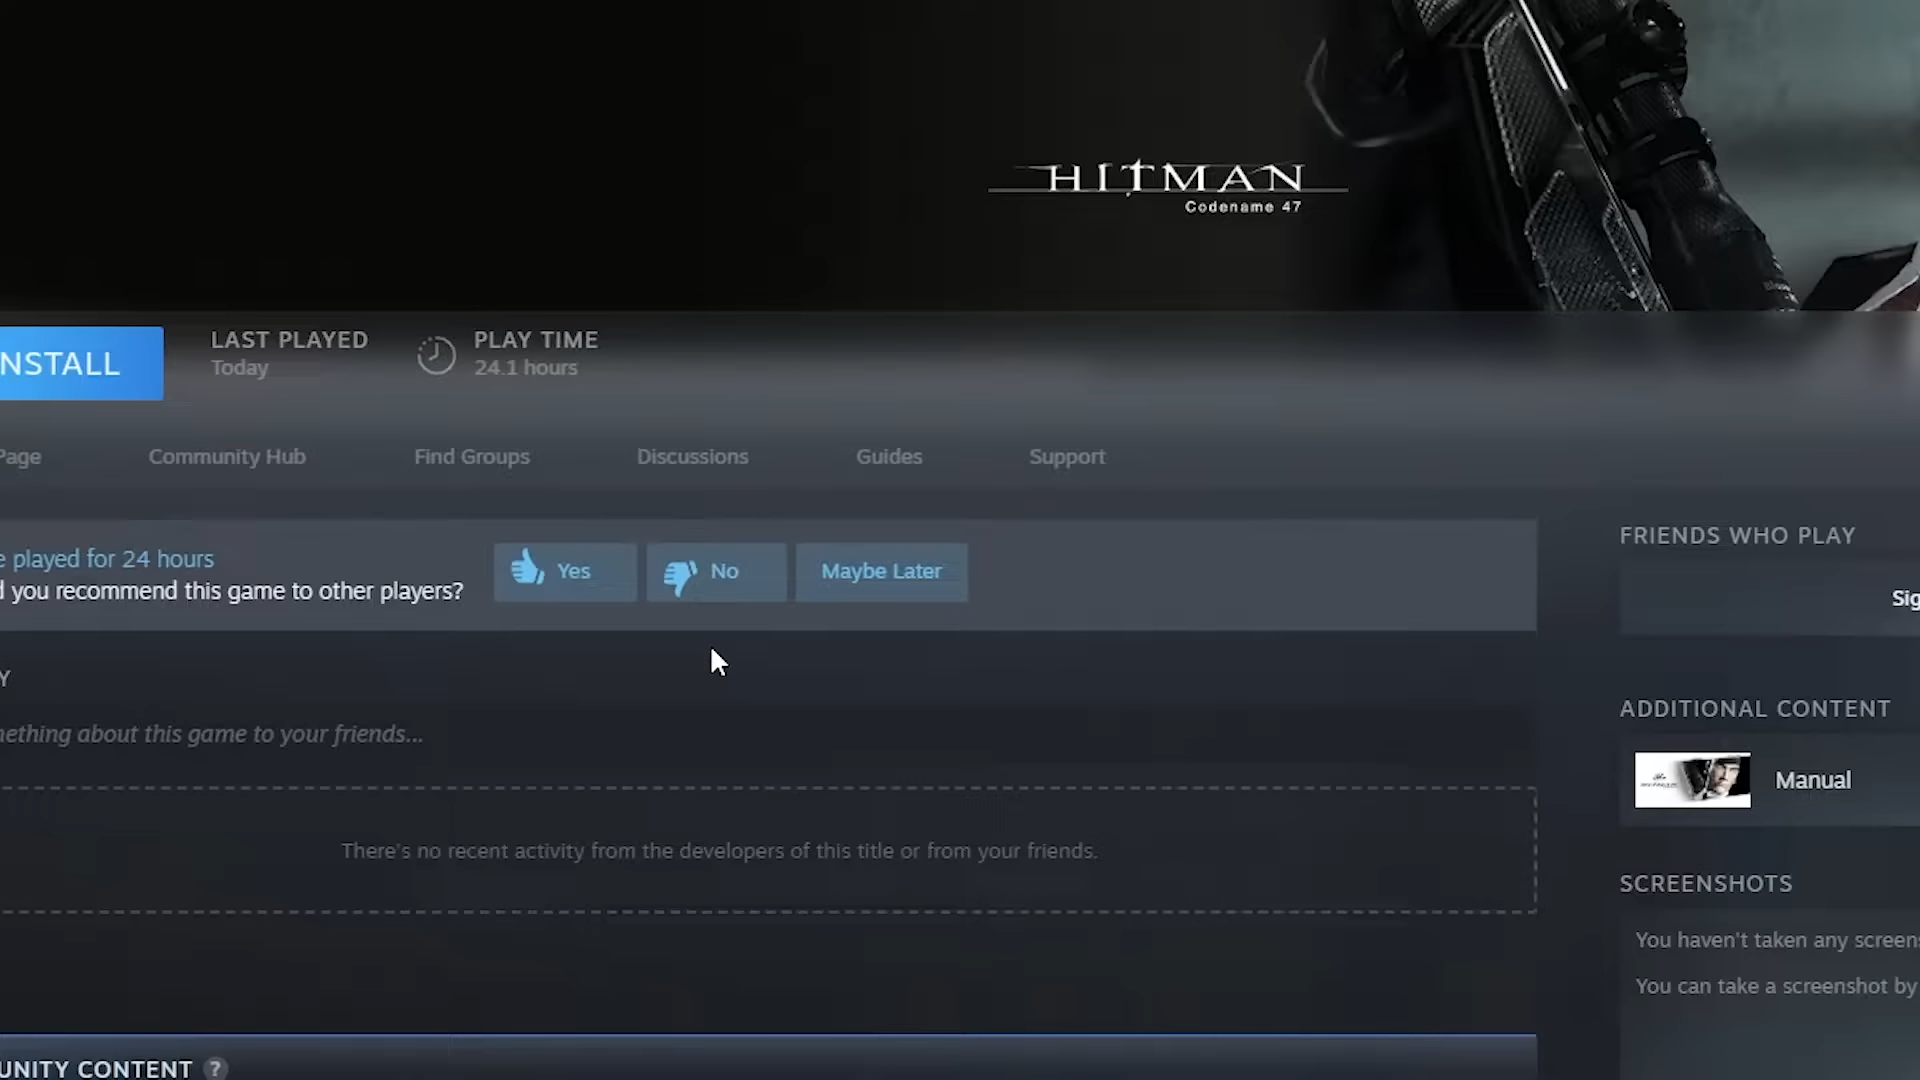 HITMAN
Codename 47
NSTALL
LAST PLAYED
Today
PLAY TIME
24.1 hours
Page
Community Hub
Find Groups
Discussions
Guides
Support
e played for 24 hours
d you recommend this game to other players?
Yes
No
Maybe Later
FRIENDS WHO PLAY
Sig
Y
nething about this game to your friends...
ADDITIONAL CONTENT
Manual
There's no recent activity from the developers of this title or from your friends.
SCREENSHOTS
You haven't taken any screens
You can take a screenshot by
UNITY CONTENT ?